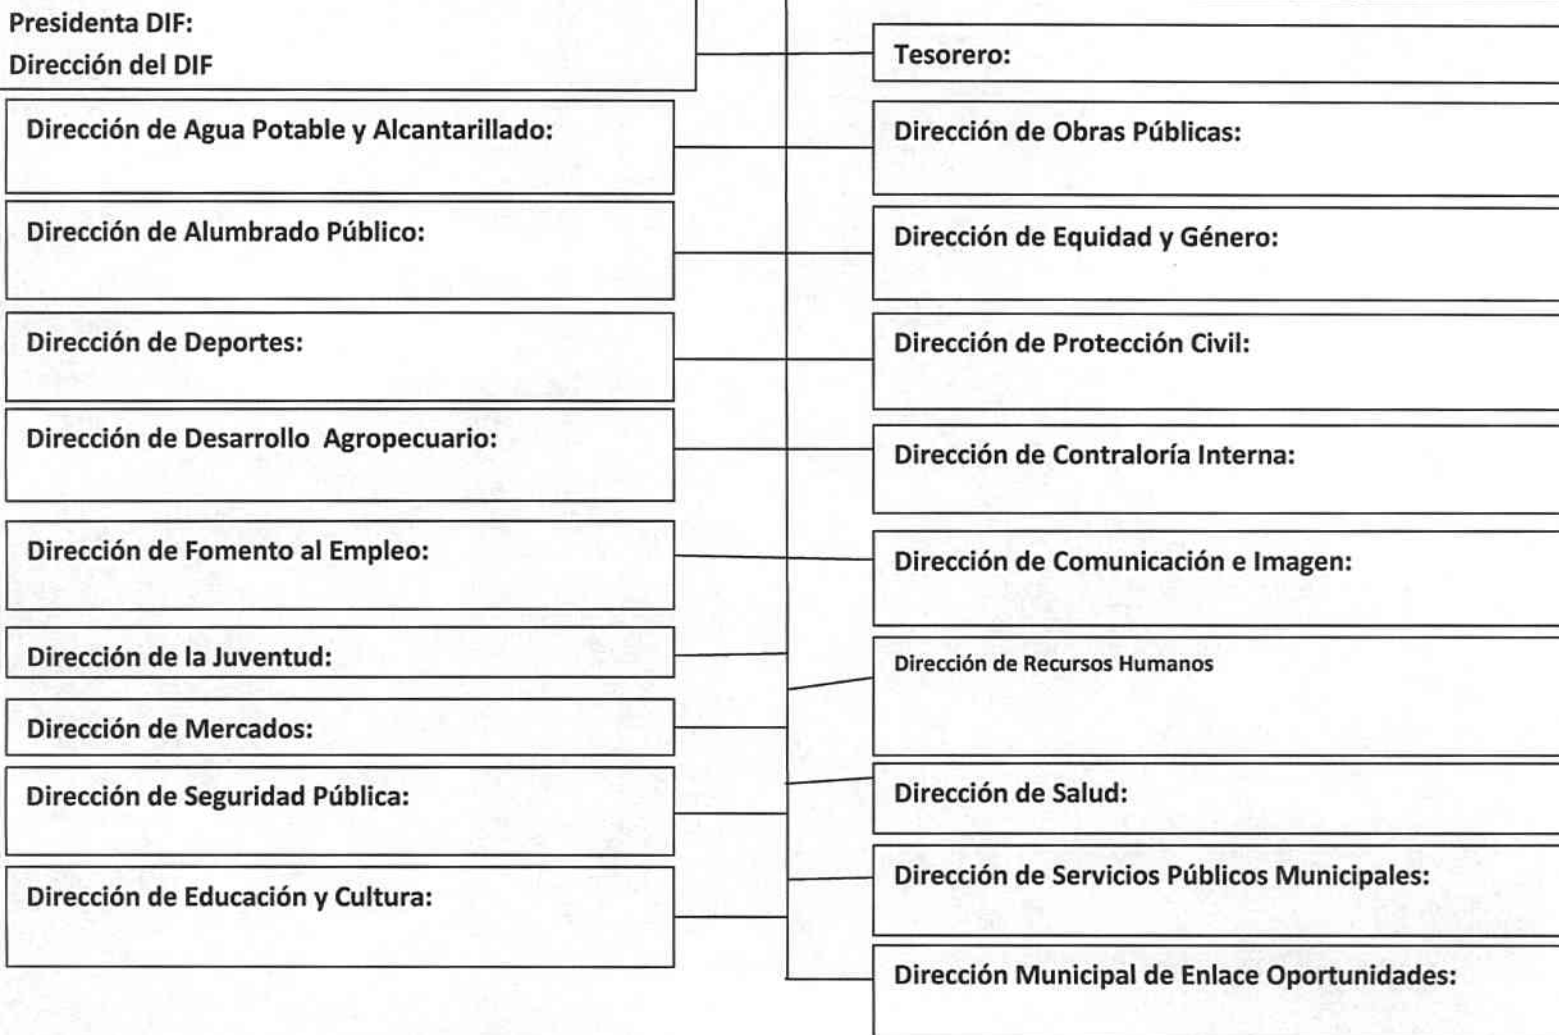 Presidenta DIF:
Dirección del DIF
Tesorero:
Dirección de Agua Potable y Alcantarillado:
Dirección de Obras Públicas:
Dirección de Alumbrado Público:
Dirección de Equidad y Género:
Dirección de Deportes:
Dirección de Protección Civil:
Dirección de Desarrollo  Agropecuario:
Dirección de Contraloría Interna:
Dirección de Fomento al Empleo:
Dirección de Comunicación e Imagen:
Dirección de la Juventud:
Dirección de Recursos Humanos
Dirección de Mercados:
Dirección de Seguridad Pública:
Dirección de Salud:
Dirección de Educación y Cultura:
Dirección de Servicios Públicos Municipales:
Dirección Municipal de Enlace Oportunidades: